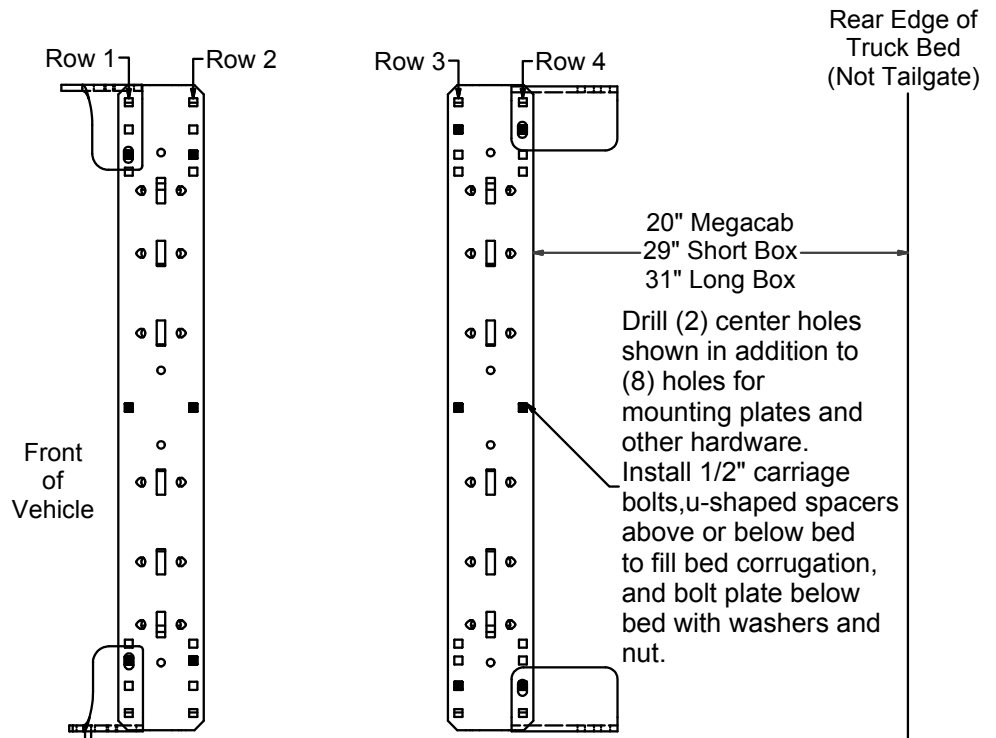 Rear Edge of
Truck Bed
(Not Tailgate)
Row 1
Row 2
Row 3
Row 4
20" Megacab
29" Short Box
31" Long Box
Drill (2) center holes
shown in addition to
(8) holes for
mounting plates and
other hardware.
Install 1/2" carriage
bolts,u-shaped spacers
above or below bed
to fill bed corrugation,
and bolt plate below
bed with washers and
nut.
Front
of
Vehicle